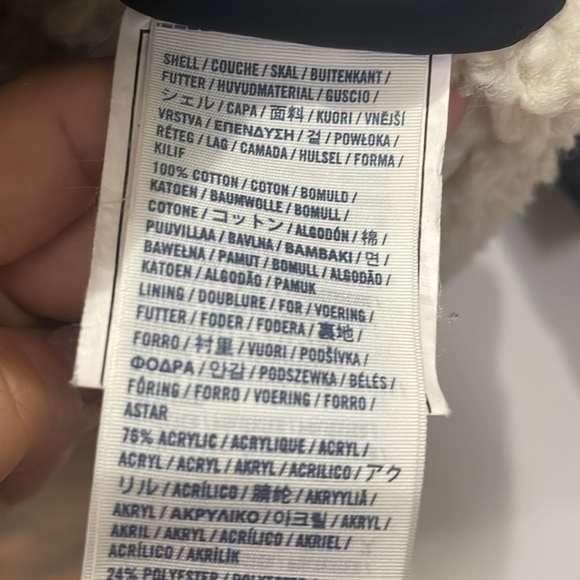 SHELL / COUCHE / SKAL / BUITENKANT /
FUTTER / HUVUDMATERIAL / GUSCIO /
シェル / CAPA / 面料 / KUORI / VNĚJŠÍ
VRSTVA / ΕΠΕΝΔΥΣΗ / 겉 / POWŁOKA /
RÉTEG / LAG / CAMADA / HULSEL / FORMA /
KILIF
100% COTTON / COTON / BOMULD /
KATOEN / BAUMWOLLE / BOMULL /
COTONE / コットン / ALGODÓN / 棉 /
PUUVILLAA / BAVLNA / ΒΑΜΒΑΚΙ / 면 /
BAWEŁNA / PAMUT / BOMULL / ALGODÃO /
KATOEN / ALGODÃO / PAMUK
LINING / DOUBLURE / FOR / VOERING /
FUTTER / FODER / FODERA / 裏地 /
FORRO / 衬里 / VUORI / PODŠÍVKA /
ΦΟΔΡΑ / 안감 / PODSZEWKA / BÉLÉS /
FÔRING / FORRO / VOERING / FORRO /
ASTAR
76% ACRYLIC / ACRYLIQUE / ACRYL /
ACRYL / ACRYL / AKRYL / ACRILICO / アク
リル / ACRÍLICO / 腈纶 / AKRYYLIÄ /
AKRYL / ΑΚΡΥΛΙΚΟ / 아크릴 / AKRYL /
AKRIL / AKRYL / ACRÍLICO / AKRIEL /
ACRÍLICO / AKRİLİK
24% POLYESTER / POLYESTER /